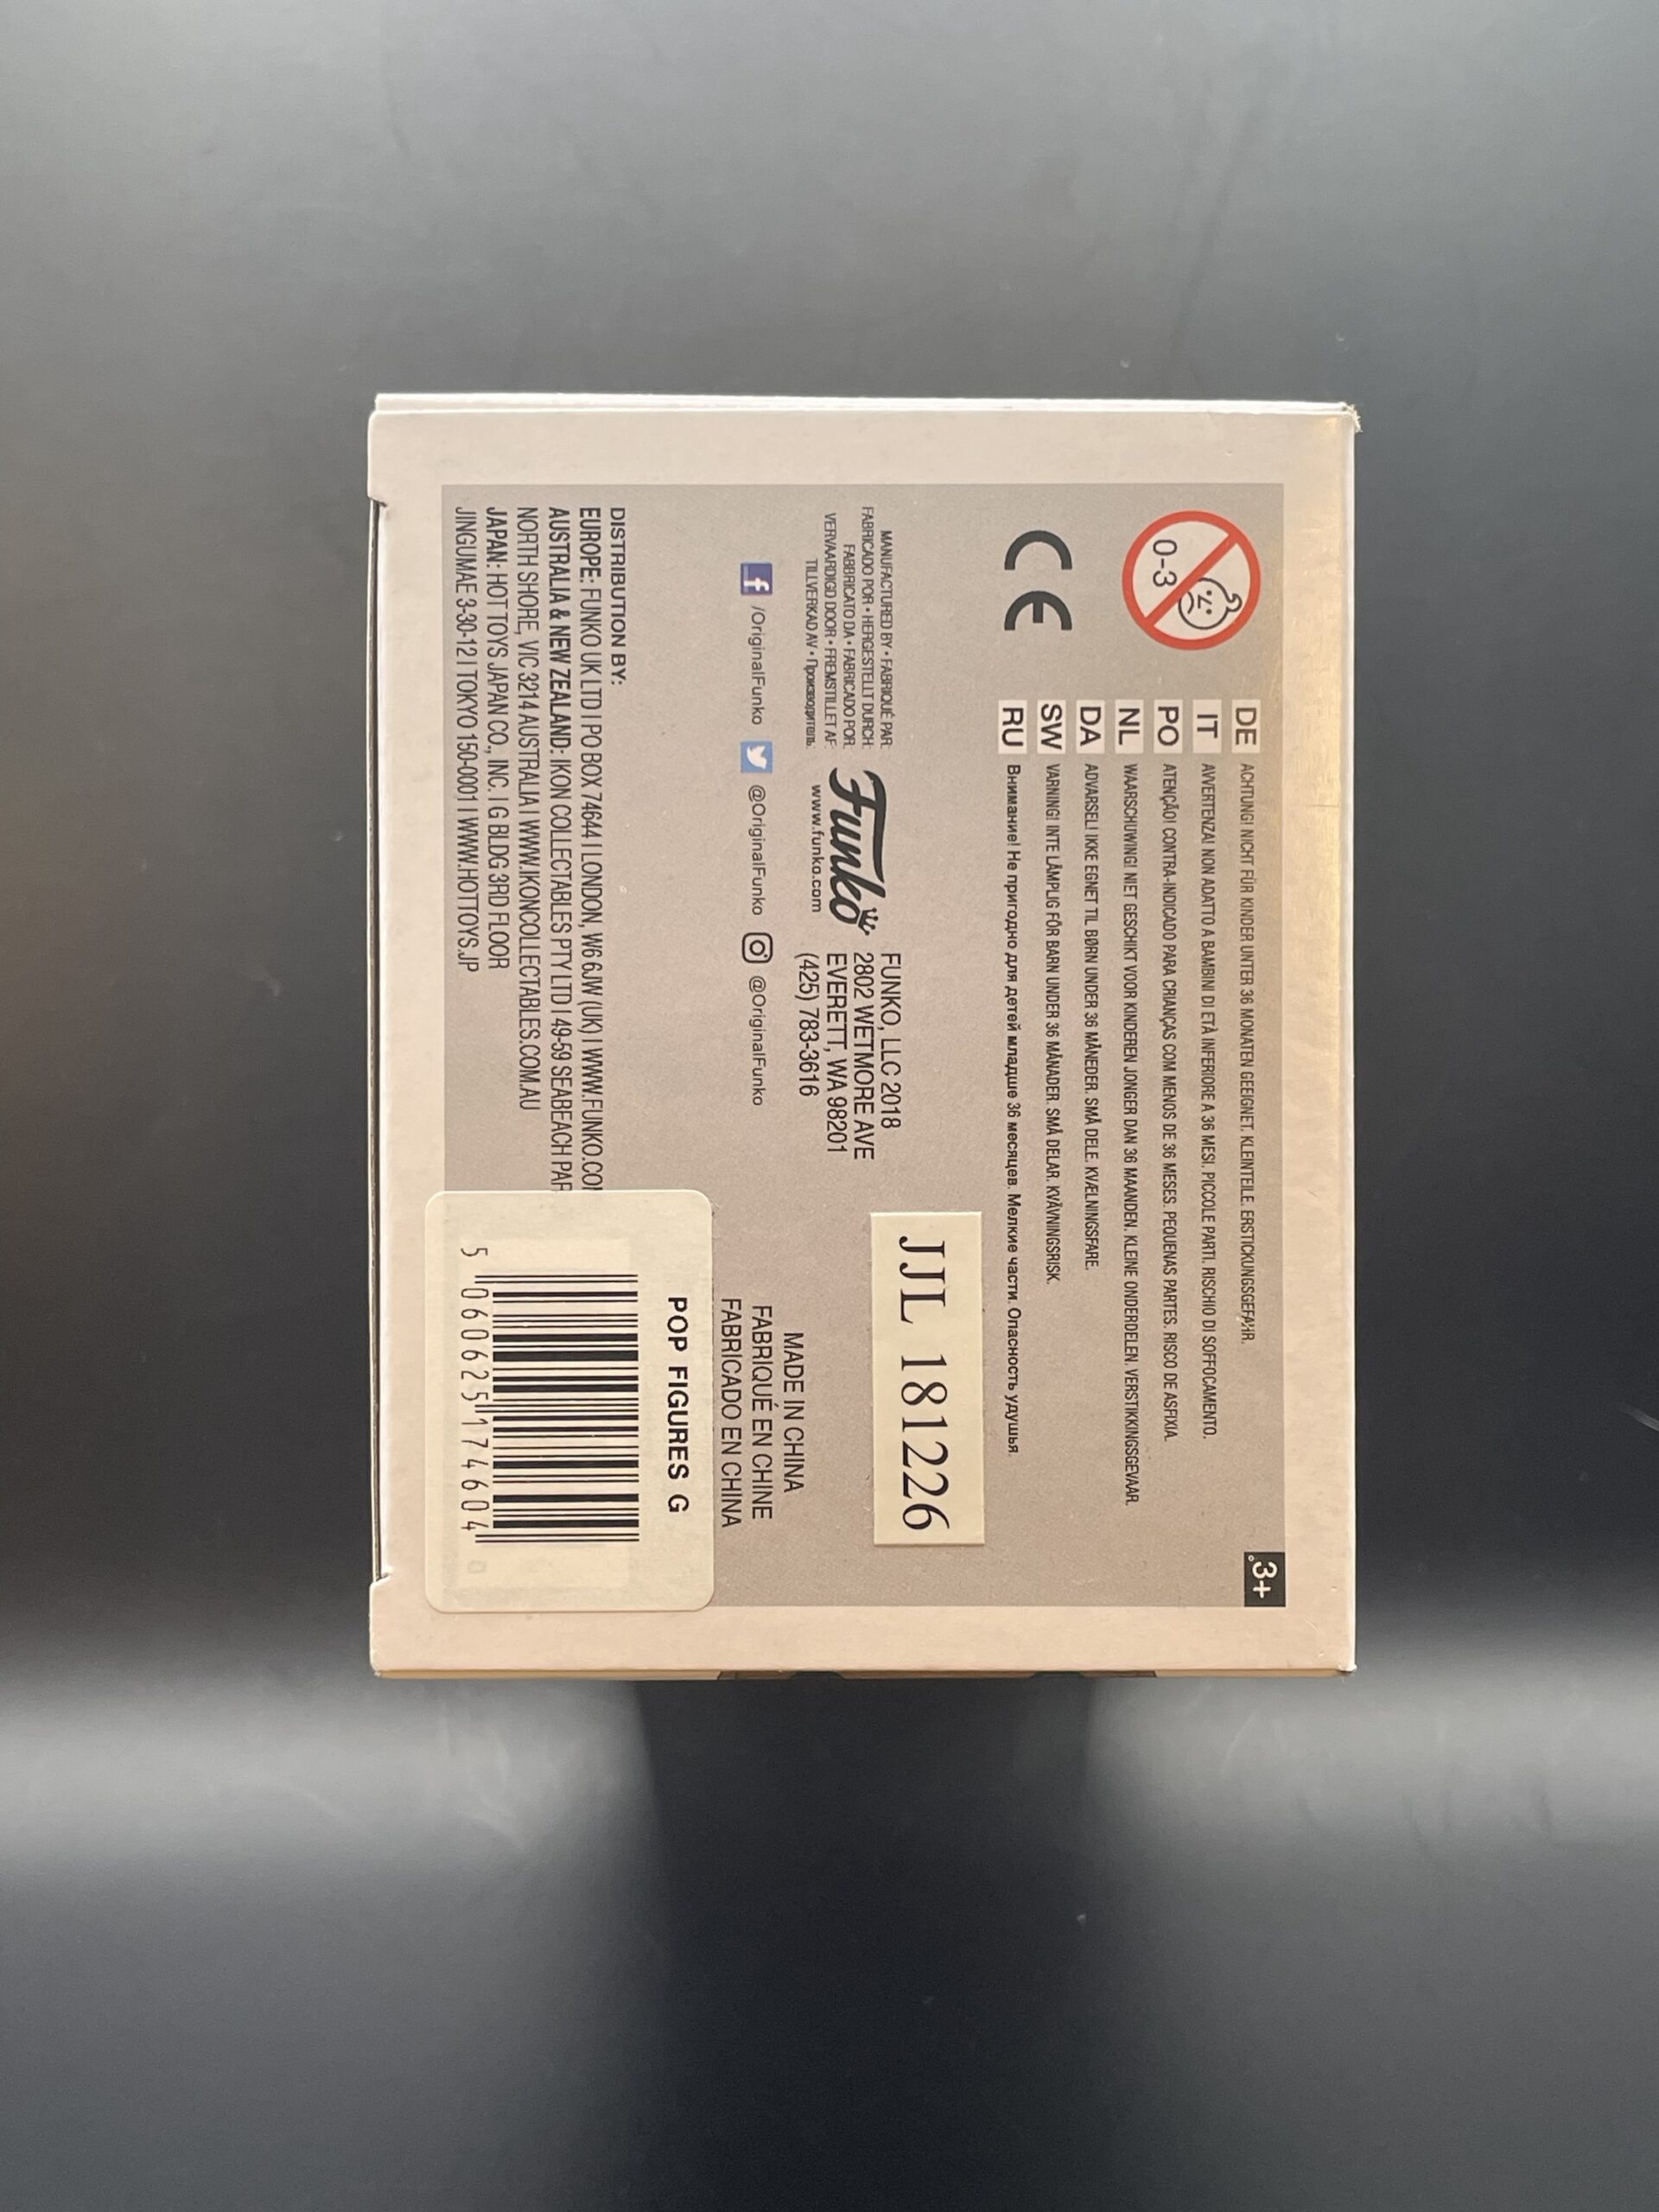 0-3
DE ACHTUNG! NICHT FÜR KINDER UNTER 36 MONATEN GEEIGNET. KLEINTEILE. ERSTICKUNGSGEFAHR.
IT AVVERTENZA! NON ADATTO A BAMBINI DI ETÀ INFERIORE A 36 MESI. PICCOLE PARTI. RISCHIO DI SOFFOCAMENTO.
PO ATENÇÃO! CONTRA-INDICADO PARA CRIANÇAS COM MENOS DE 36 MESES. PEQUENAS PARTES. RISCO DE ASFIXIA.
NL WAARSCHUWING! NIET GESCHIKT VOOR KINDEREN JONGER DAN 36 MAANDEN. KLEINE ONDERDELEN. VERSTIKKINGSGEVAAR.
DA ADVARSEL! IKKE EGNET TIL BØRN UNDER 36 MÅNEDER. SMÅ DELE. KVÆLNINGSFARE.
SW VARNING! INTE LÄMPLIG FÖR BARN UNDER 36 MÅNADER. SMÅ DELAR. KVÄVNINGSRISK.
RU Внимание! Не пригодно для детей младше 36 месяцев. Мелкие части. Опасность удушья.
3+
CE
MANUFACTURED BY • FABRIQUÉ PAR:
FABRICADO POR • HERGESTELLT DURCH:
FABBRICATO DA • FABRICADO POR:
VERVAARDIGD DOOR • FREMSTILLET AF:
TILLVERKAD AV • Производитель:
Funko
www.funko.com
FUNKO, LLC 2018
2802 WETMORE AVE
EVERETT, WA 98201
(425) 783-3616
JJL 181226
/OriginalFunko @OriginalFunko @OriginalFunko
MADE IN CHINA
FABRIQUÉ EN CHINE
FABRICADO EN CHINA
DISTRIBUTION BY:
EUROPE: FUNKO UK LTD | PO BOX 74644 | LONDON, W6 6JW (UK) | WWW.FUNKO.CO
AUSTRALIA & NEW ZEALAND: IKON COLLECTABLES PTY LTD | 49-59 SEABEACH PAR
NORTH SHORE, VIC 3214 AUSTRALIA | WWW.IKONCOLLECTABLES.COM.AU
JAPAN: HOT TOYS JAPAN CO., INC. | G BLDG 3RD FLOOR
JINGUMAE 3-30-12 | TOKYO 150-0001 | WWW.HOTTOYS.JP
POP FIGURES G
5 060625 174604